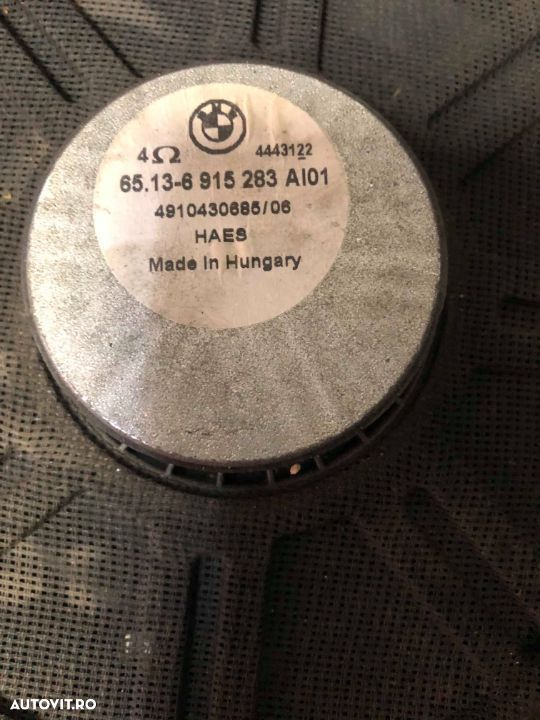 4Ω 4443122
65.13-6 915 283 AI01
4910430685/06
HAES
Made in Hungary
AUTOVIT.RO